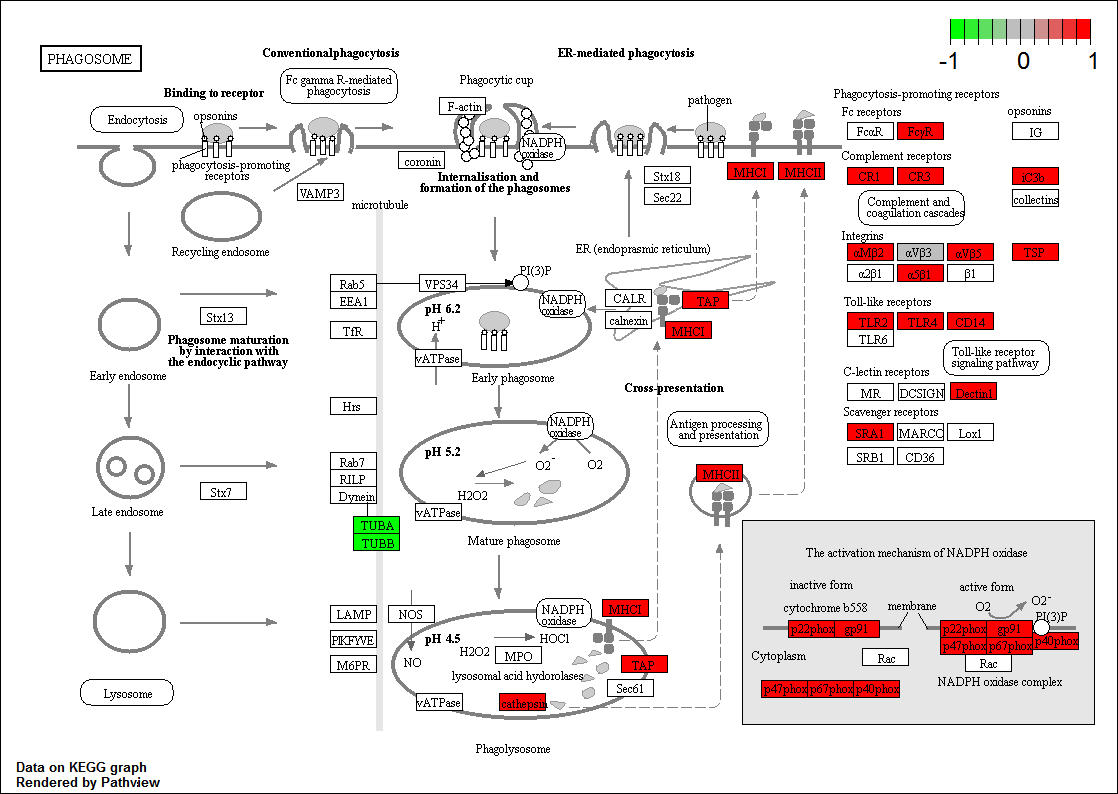 PHAGOSOME
Conventionalphagocytosis
ER-mediated phagocytosis
-1 0 1
Binding to receptor
Fc gamma R-mediated
phagocytosis
Phagocytic cup
F-actin
pathogen
Endocytosis
opsonins
phagocytosis-promoting
receptors
NADPH
oxidase
coronin
VAMP3
Internalisation and
formation of the phagosomes
Stx18
Sec22
MHCI
MHCII
Recycling endosome
microtubule
ER (endoprasmic reticulum)
Phagocytosis-promoting receptors
Fc receptors
opsonins
FcαR
FcγR
IG
Complement receptors
CR1
CR3
iC3b
collectins
Complement and
coagulation cascades
Integrins
αMβ2
αVβ3
αVβ5
TSP
α2β1
α5β1
β1
Toll-like receptors
TLR2
TLR4
CD14
TLR6
Toll-like receptor
signaling pathway
C-lectin receptors
MR
DCSIGN
Dectin1
Scavenger receptors
SRA1
MARCO
Lox1
SRB1
CD36
Rab5
EEA1
VPS34
PI(3)P
TfR
Stx13
Phagosome maturation
by interaction with
the endocyclic pathway
Early endosome
pH 6.2
H+
vATPase
NADPH
oxidase
Early phagosome
CALR
calnexin
TAP
MHCI
Cross-presentation
Hrs
Antigen processing
and presentation
pH 5.2
NADPH
oxidase
O2-
O2
H2O2
vATPase
Mature phagosome
Rab7
RILP
Dynein
TUBA
TUBB
Stx7
Late endosome
MHCII
LAMP
PIKFYVE
M6PR
NOS
NO
pH 4.5
NADPH
oxidase
HOCl
H2O2
MPO
lysosomal acid hydorolases
MHCI
TAP
Sec61
vATPase
cathepsin
Phagolysosome
Lysosome
The activation mechanism of NADPH oxidase
inactive form
active form
cytochrome b558
membrane
O2
O2-
PI(3)P
p22phox
gp91
p22phox
gp91
p47phox
p67phox
p40phox
Cytoplasm
Rac
Rac
p47phox
p67phox
p40phox
NADPH oxidase complex
Data on KEGG graph
Rendered by Pathview